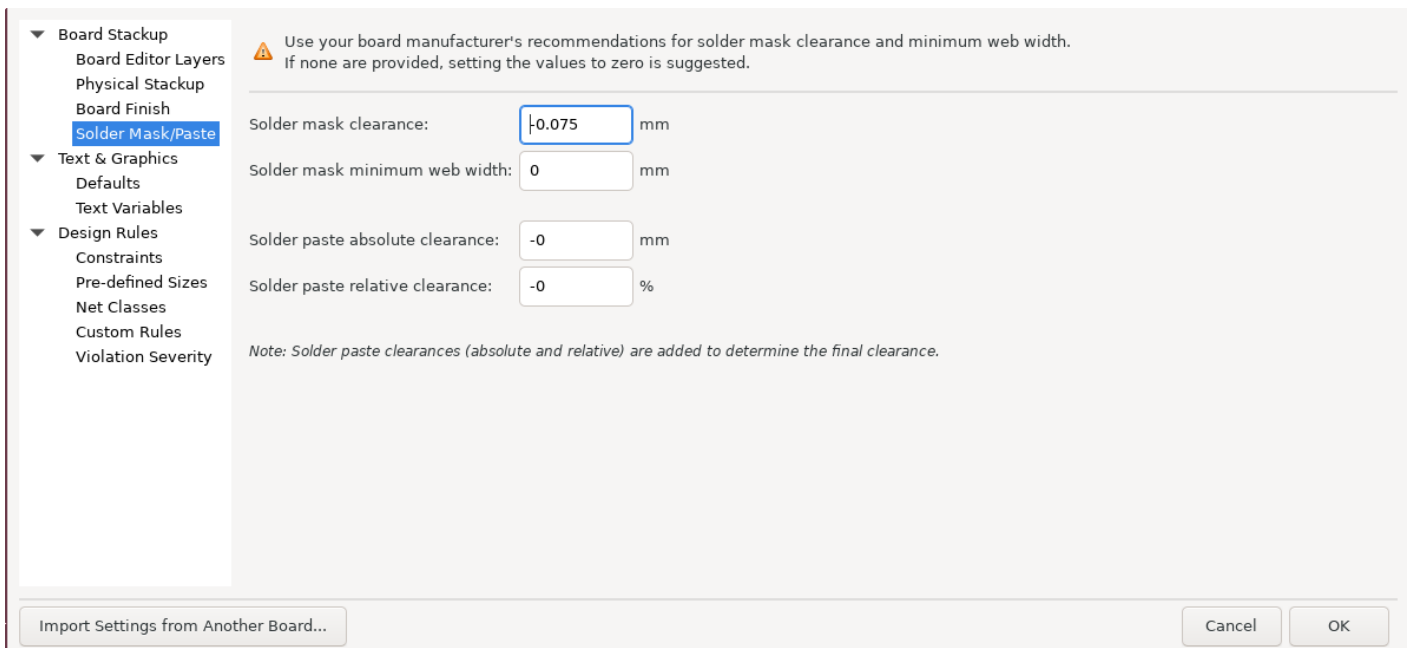 Board Stackup
Board Editor Layers
Physical Stackup
Board Finish
Solder Mask/Paste
Text & Graphics
Defaults
Text Variables
Design Rules
Constraints
Pre-defined Sizes
Net Classes
Custom Rules
Violation Severity
Use your board manufacturer's recommendations for solder mask clearance and minimum web width.
If none are provided, setting the values to zero is suggested.
Solder mask clearance: -0.075 mm
Solder mask minimum web width: 0 mm
Solder paste absolute clearance: -0 mm
Solder paste relative clearance: -0 %
Note: Solder paste clearances (absolute and relative) are added to determine the final clearance.
Import Settings from Another Board... Cancel OK